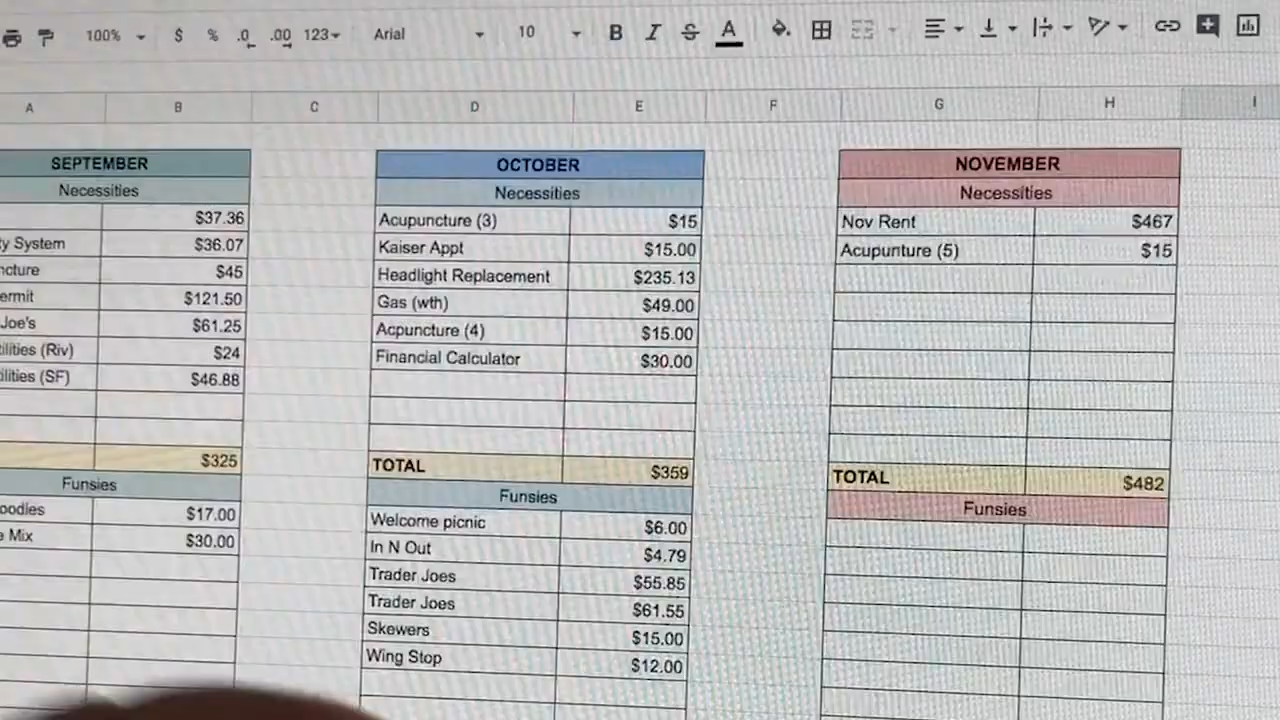 100% $ % .0 .00 123 Arial 10 B I S A
A B C D E F G H I
SEPTEMBER
Necessities
$37.36
System $36.07
$45
$121.50
Joe's $61.25
(Riv) $24
(SF) $46.88
$325
Funsies
$17.00
Mix $30.00
OCTOBER
Necessities
Acupuncture (3) $15
Kaiser Appt $15.00
Headlight Replacement $235.13
Gas (wth) $49.00
Acpuncture (4) $15.00
Financial Calculator $30.00
TOTAL $359
Funsies
Welcome picnic $6.00
In N Out $4.79
Trader Joes $55.85
Trader Joes $61.55
Skewers $15.00
Wing Stop $12.00
NOVEMBER
Necessities
Nov Rent $467
Acupunture (5) $15
TOTAL $482
Funsies